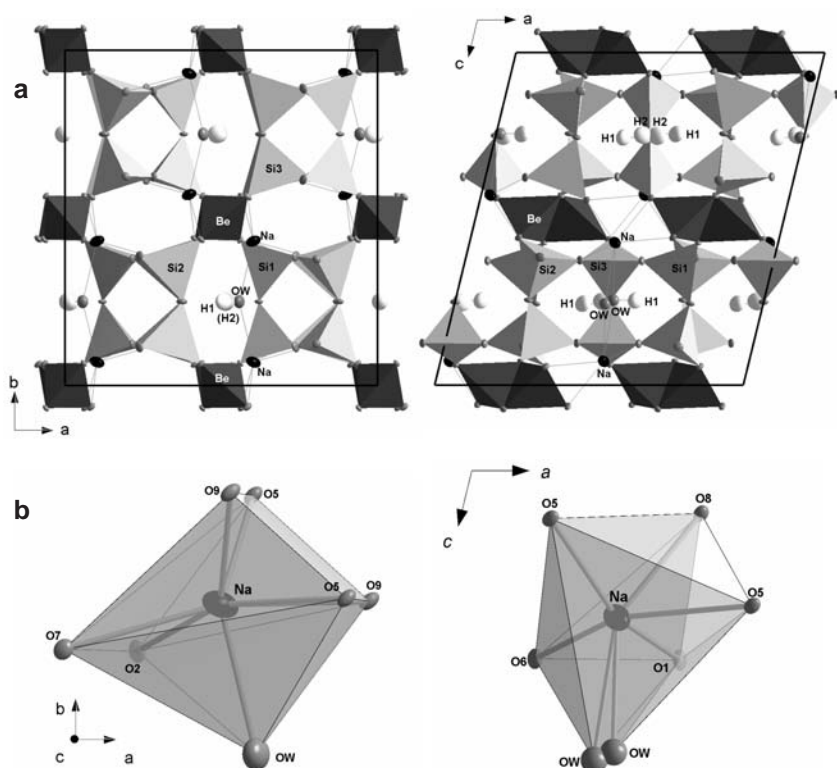 a
Si3
Be
Na
Si2
Si1
OW
H1
(H2)
Na
Be
b
a
a
c
H2 H2
H1 H1
Be
Na
Si2 Si3 Si1
H1 H1
OW
OW
Na
b
O9 O5
Na
O5 O9
O7
O2
b
c a
OW
a
c
O5 O8
Na
O5
O6 O1
OW OW